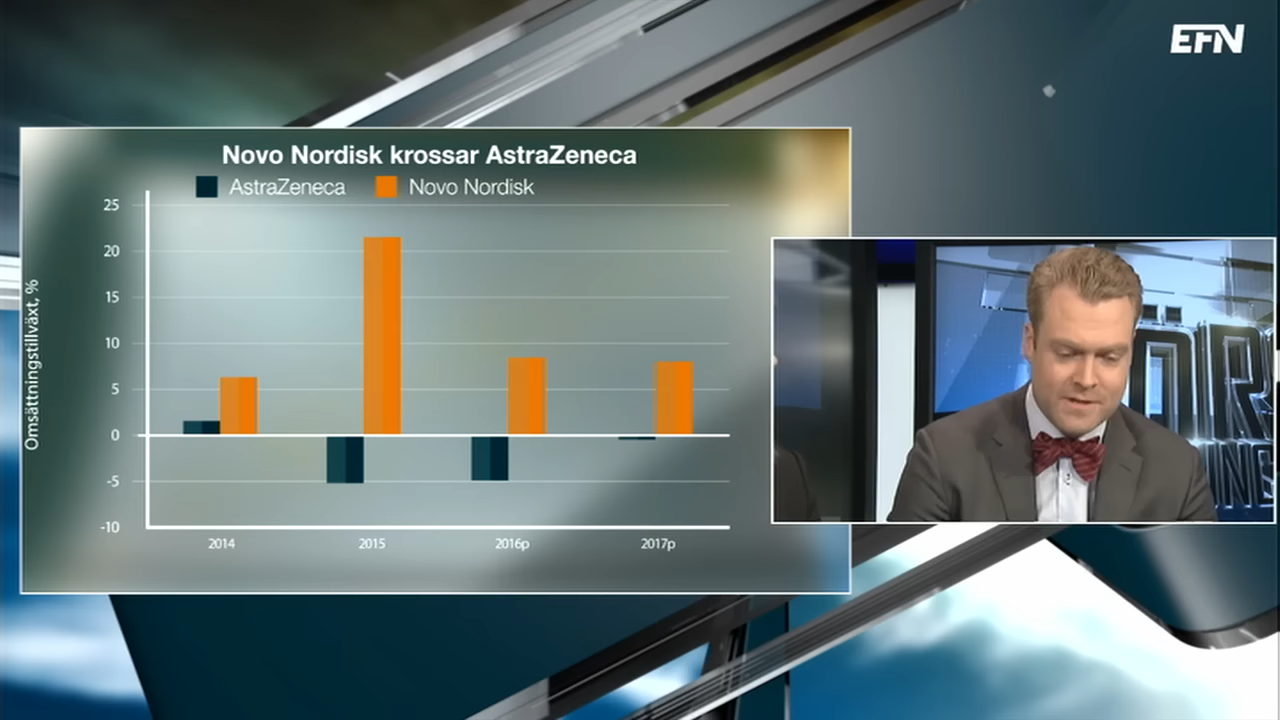 EFN
Novo Nordisk krossar AstraZeneca
AstraZeneca Novo Nordisk
Omsättningstillväxt, %
25
20
15
10
5
0
-5
-10
2014 2015 2016p 2017p